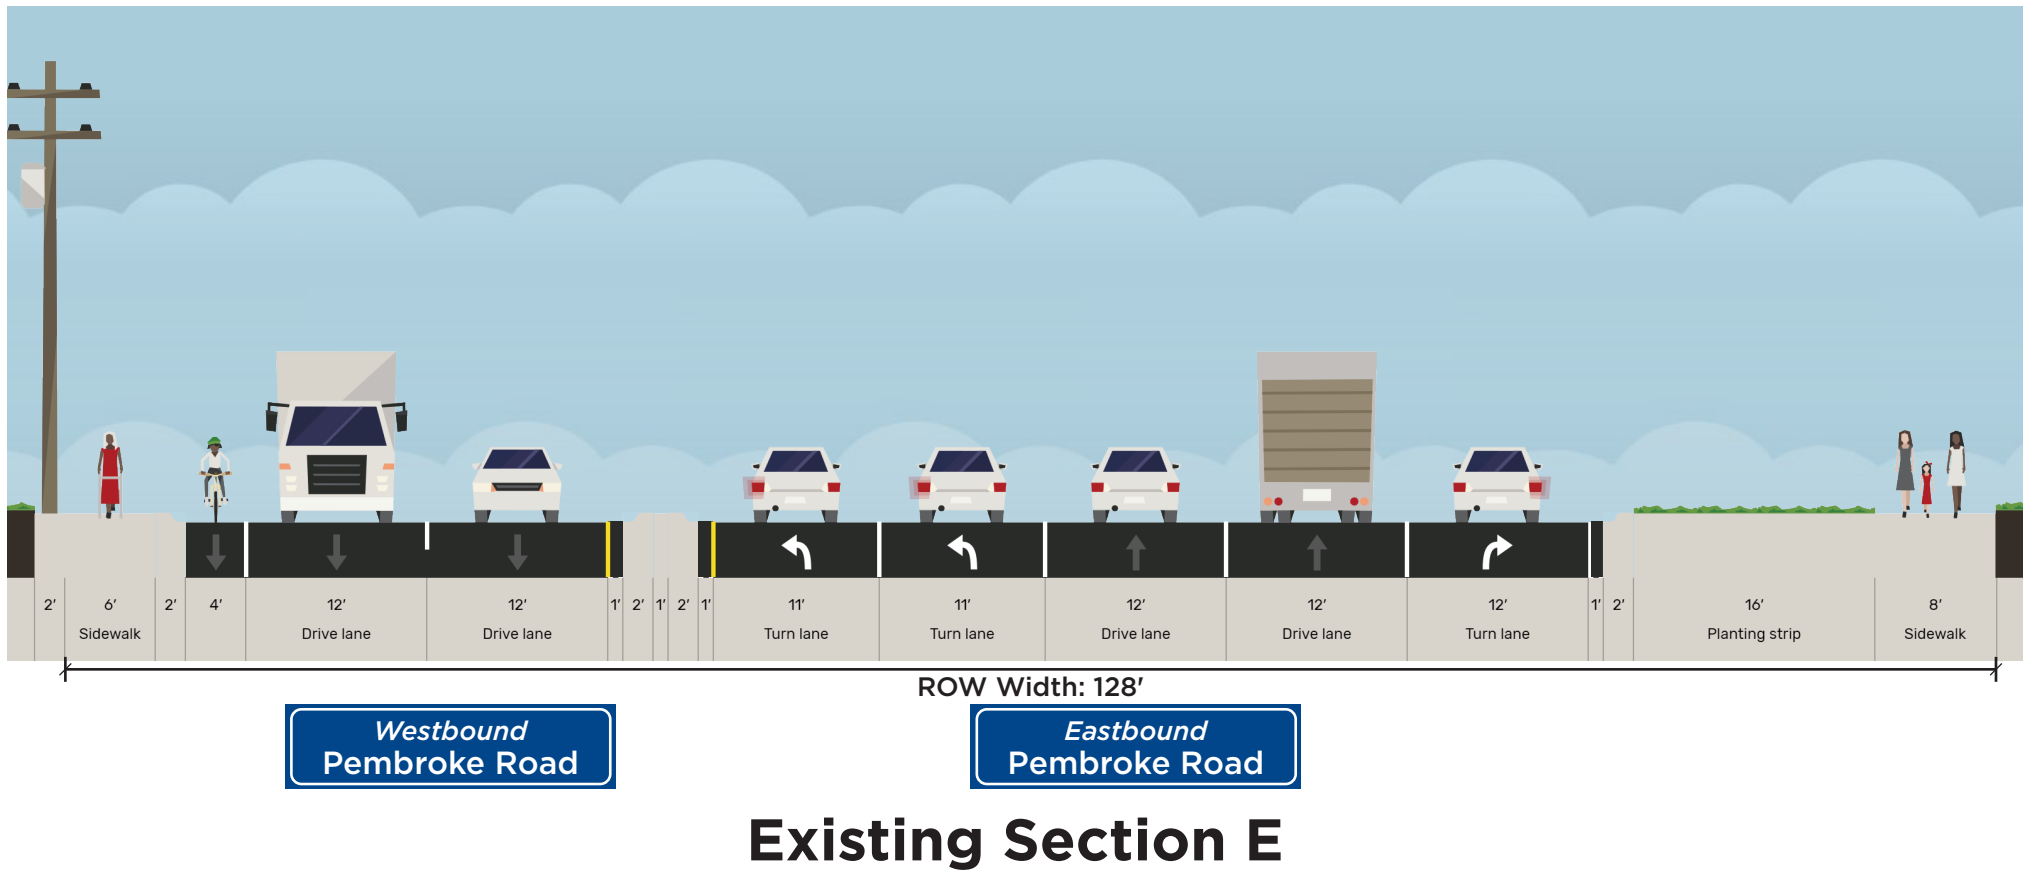 2' 6' 2' 4' 12' 12' 1' 2' 1' 2' 1' 11' 11' 12' 12' 12' 1' 2' 16' 8'
Sidewalk Drive lane Drive lane Turn lane Turn lane Drive lane Drive lane Turn lane Planting strip Sidewalk
ROW Width: 128'
Westbound
Pembroke Road
Eastbound
Pembroke Road
Existing Section E